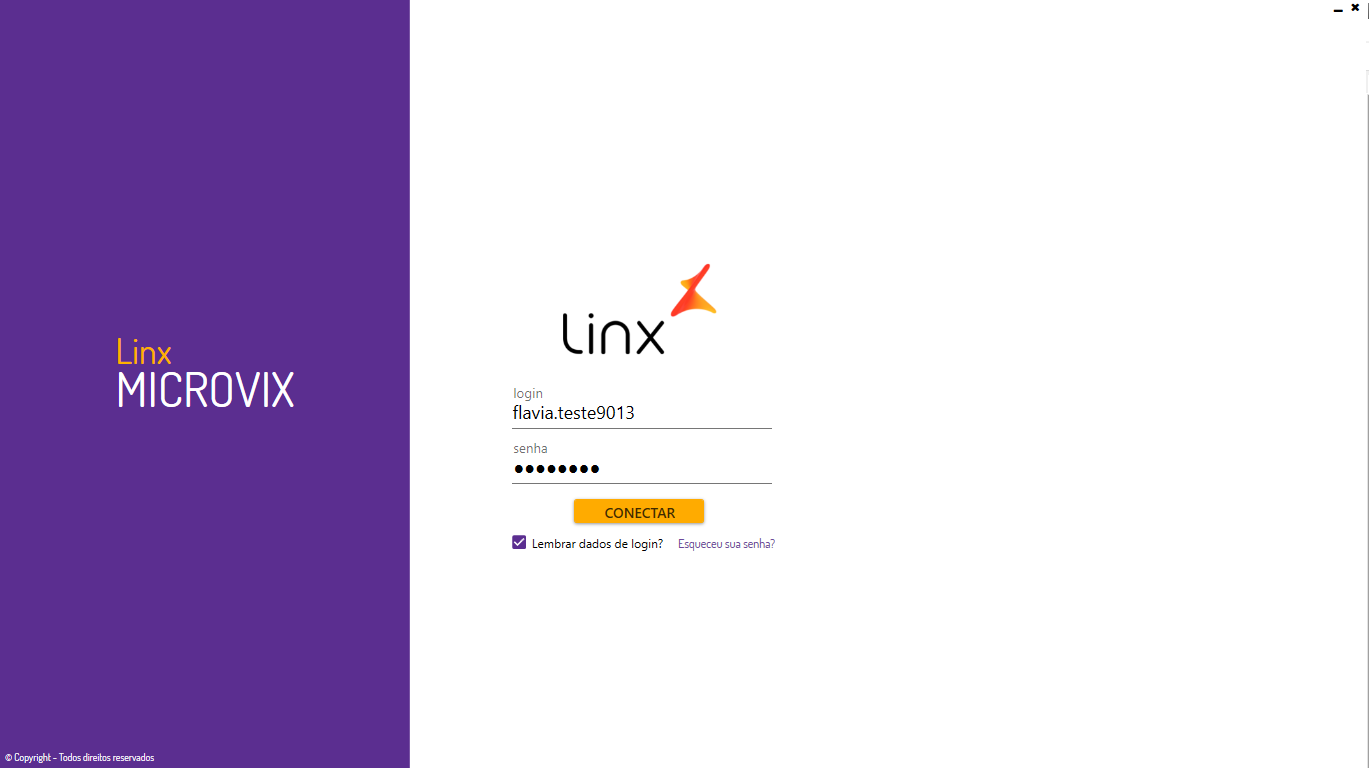 Linx
MICROVIX
© Copyright - Todos direitos reservados
Linx
login
flavia.teste9013
senha
●●●●●●●●
CONECTAR
Lembrar dados de login? Esqueceu sua senha?